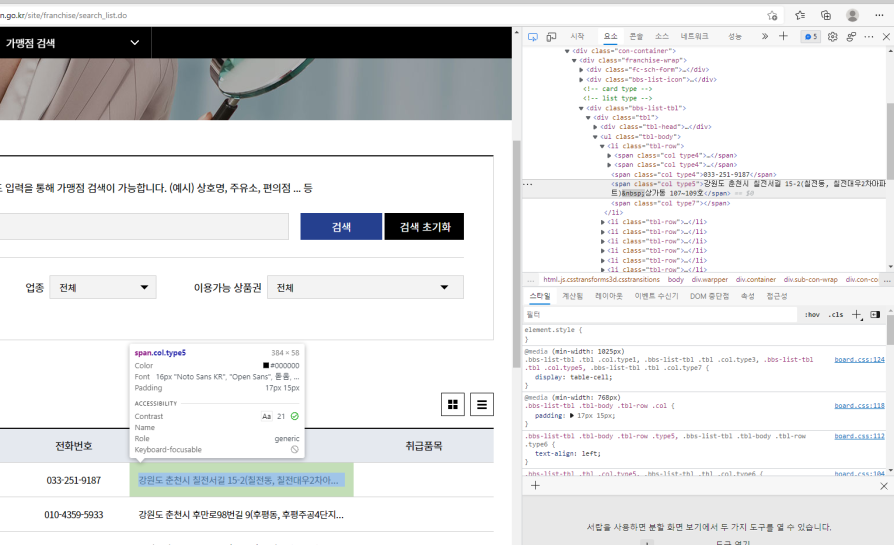 n.go.kr/site/franchise/search_list.do
가맹점 검색
입력을 통해 가맹점 검색이 가능합니다. (예시) 상호명, 주유소, 편의점 ... 등
검색
검색 초기화
업종
전체
이용가능 상품권
전체
span.col.type5
384 × 58
Color
#000000
Font
16px "Noto Sans KR", "Open Sans", 돋움, ...
Padding
17px 15px
ACCESSIBILITY
Contrast
Aa 21
Name
Role
generic
Keyboard-focusable
전화번호
취급품목
033-251-9187
강원도 춘천시 칠전서길 15-2(칠전동, 칠전대우2차아...
010-4359-5933
강원도 춘천시 후만로98번길 9(후평동, 후평주공4단지...
시작
요소
콘솔
소스
네트워크
성능
5
<div class="con-container">
<div class="franchise-wrap">
<div class="fc-sch-form">…</div>
<div class="bbs-list-icon">…</div>
<!-- card type -->
<!-- list type -->
<div class="bbs-list-tbl">
<div class="tbl">
<div class="tbl-head">…</div>
<ul class="tbl-body">
<li class="tbl-row">
<span class="col type4">…</span>
<span class="col type4">…</span>
<span class="col type4">033-251-9187</span>
<span class="col type5">강원도 춘천시 칠전서길 15-2(칠전동, 칠전대우2차아파
트)&nbsp;상가동 107~109호</span> == $0
<span class="col type7"></span>
</li>
<li class="tbl-row">…</li>
<li class="tbl-row">…</li>
<li class="tbl-row">…</li>
<li class="tbl-row">…</li>
<li class="tbl-row">…</li>
<li class="tbl-row">…</li>
... html.js.csstransforms3d.csstransitions body div.warpper div.container div.sub-con-wrap div.con-co ...
스타일
계산됨
레이아웃
이벤트 수신기
DOM 중단점
속성
접근성
필터
:hov .cls
element.style {
}
@media (min-width: 1025px)
.bbs-list-tbl .tbl .col.type1, .bbs-list-tbl .tbl .col.type3, .bbs-list-tbl
board.css:124
.tbl .col.type5, .bbs-list-tbl .tbl .col.type7 {
display: table-cell;
}
@media (min-width: 768px)
.bbs-list-tbl .tbl-body .tbl-row .col {
board.css:118
padding: 17px 15px;
}
.bbs-list-tbl .tbl-body .tbl-row .type5, .bbs-list-tbl .tbl-body .tbl-row
board.css:112
.type6 {
text-align: left;
}
.bbs-list-tbl .tbl .col.type5, .bbs-list-tbl .tbl .col.type6 {
board.css:104
서랍을 사용하면 분할 화면 보기에서 두 가지 도구를 열 수 있습니다.
도구 열기